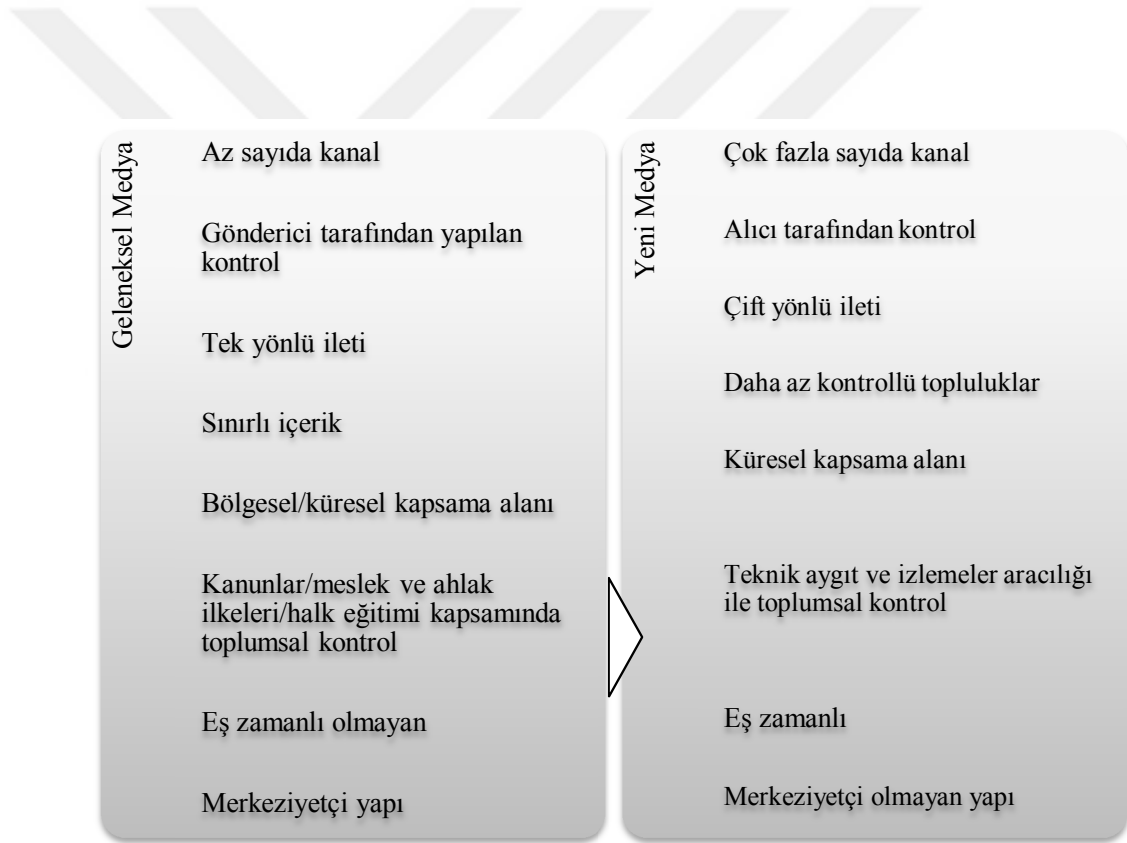 Geleneksel Medya
Az sayıda kanal
Gönderici tarafından yapılan
kontrol
Tek yönlü ileti
Sınırlı içerik
Bölgesel/küresel kapsama alanı
Kanunlar/meslek ve ahlak
ilkeleri/halk eğitimi kapsamında
toplumsal kontrol
Eş zamanlı olmayan
Merkeziyetçi yapı
Yeni Medya
Çok fazla sayıda kanal
Alıcı tarafından kontrol
Çift yönlü ileti
Daha az kontrollü topluluklar
Küresel kapsama alanı
Teknik aygıt ve izlemeler aracılığı
ile toplumsal kontrol
Eş zamanlı
Merkeziyetçi olmayan yapı